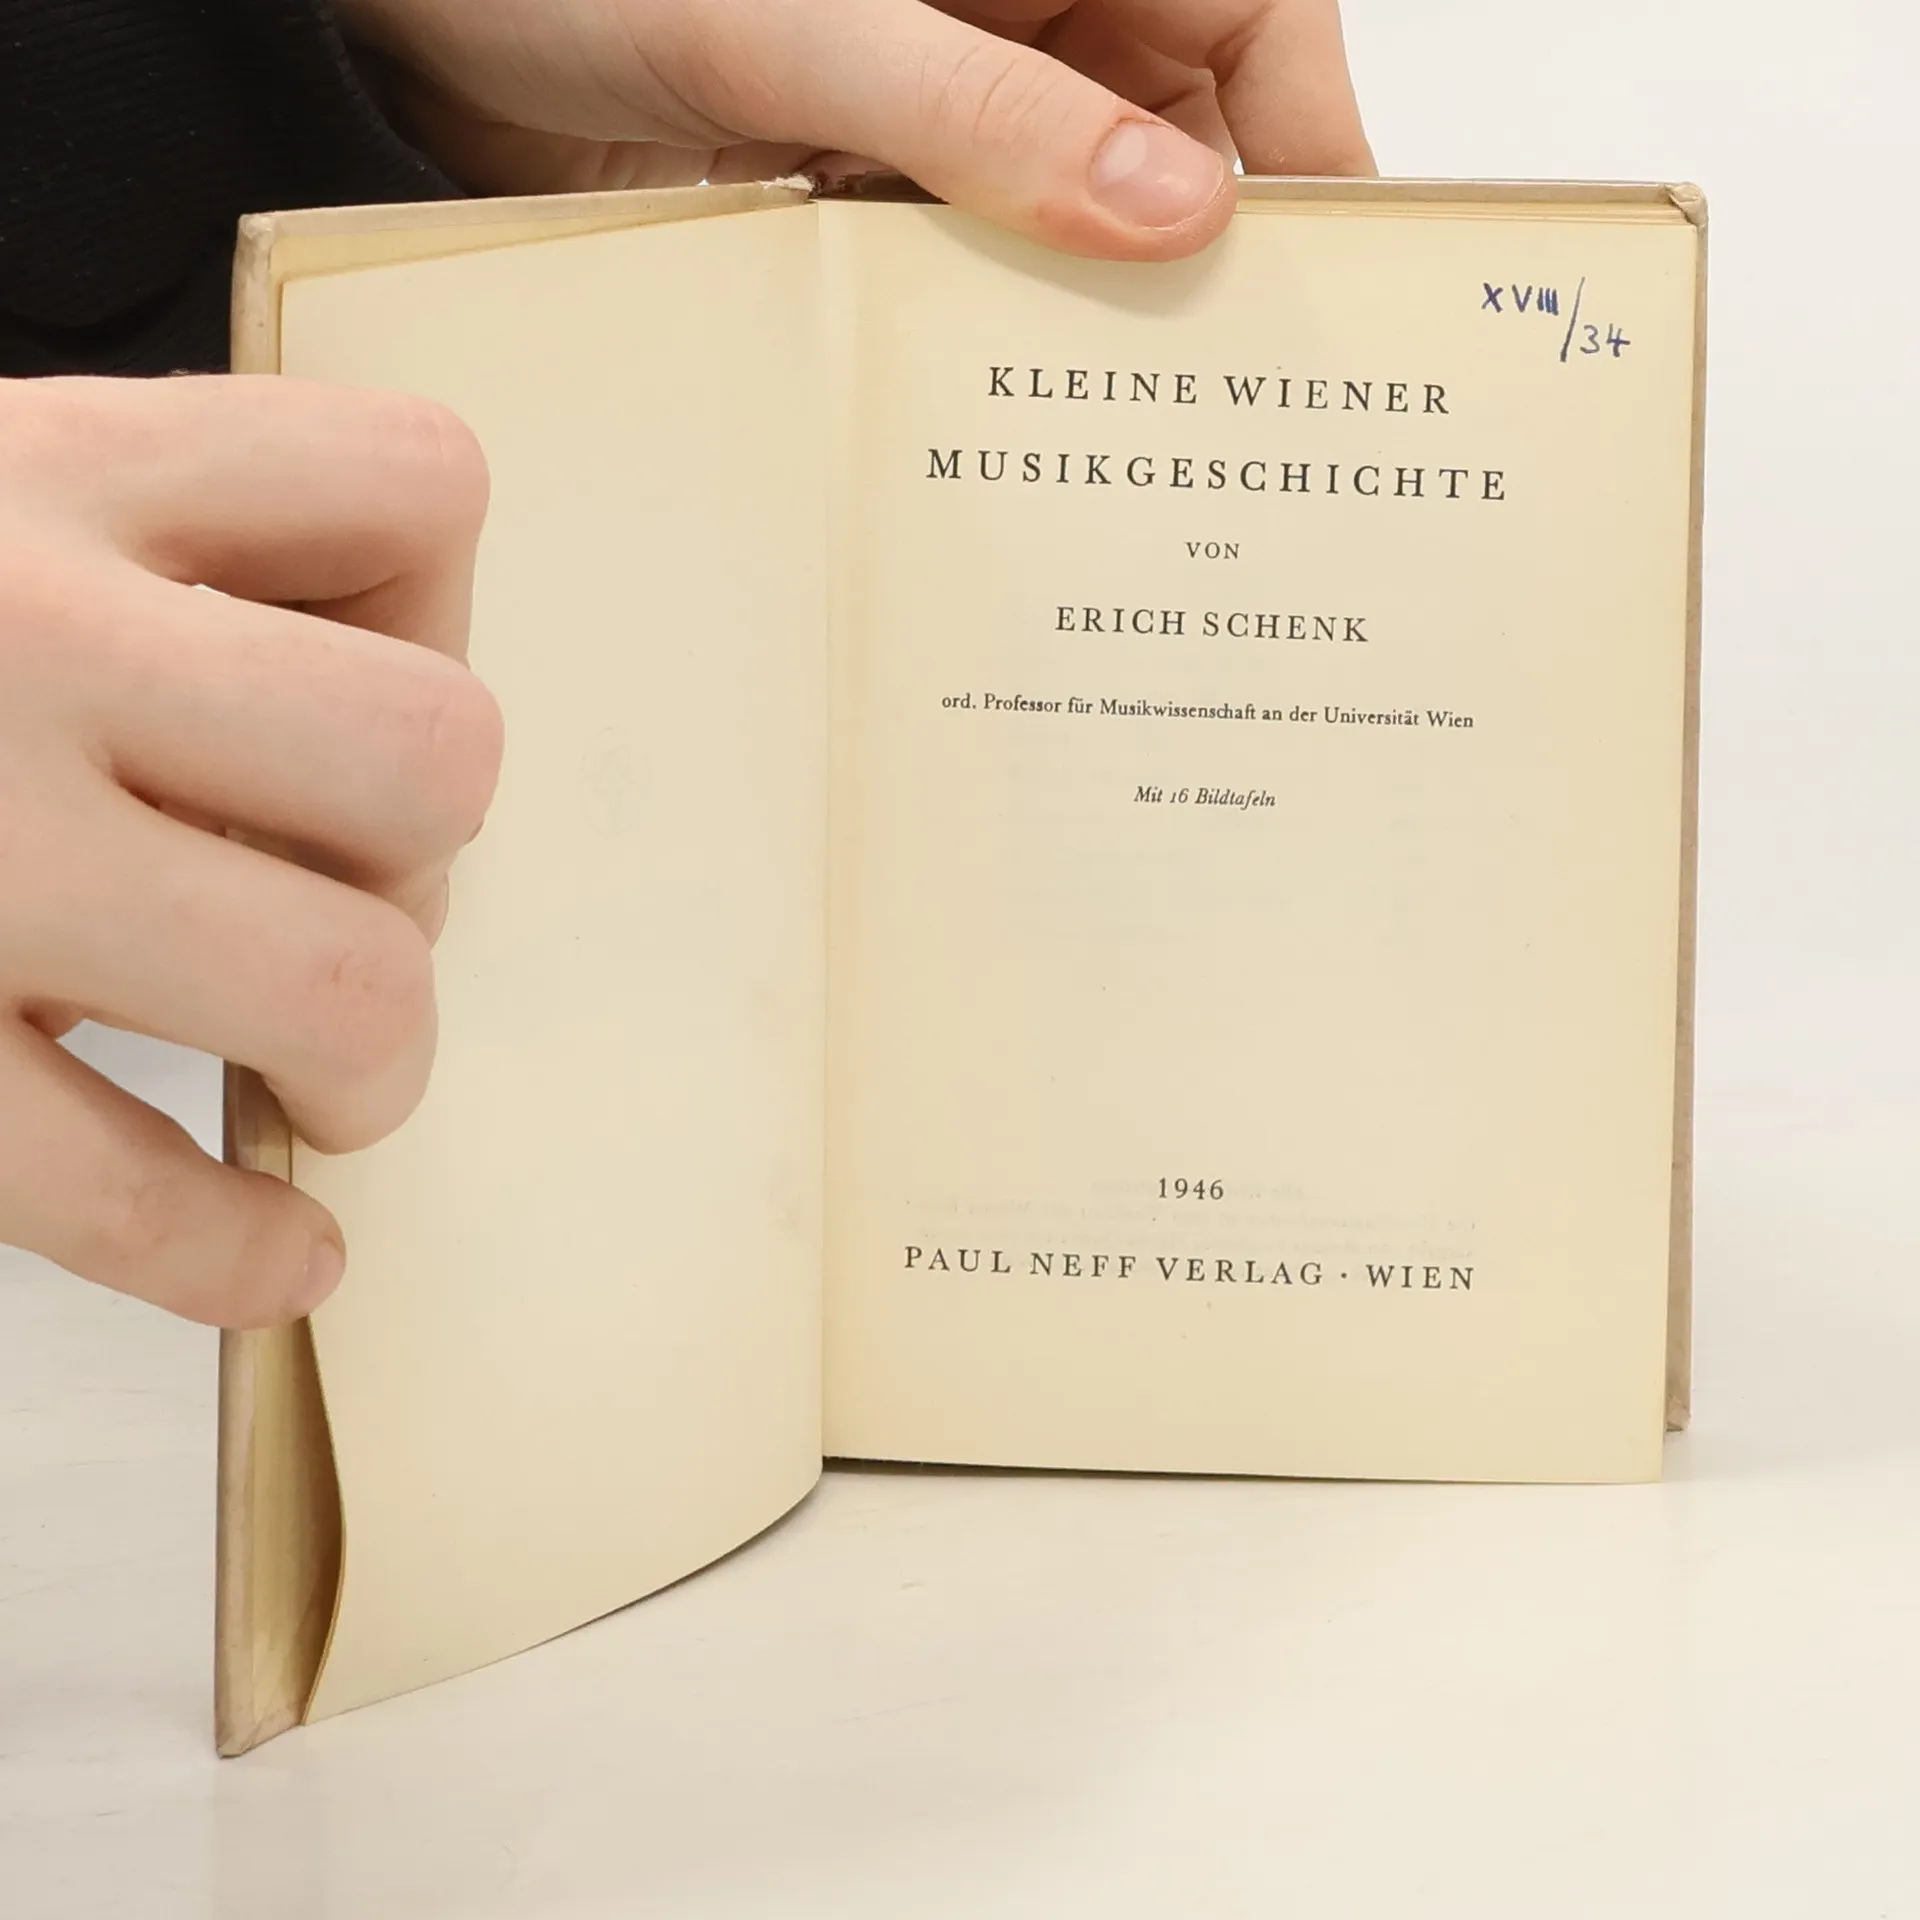 XVIII/34
KLEINE WIENER
MUSIKGESCHICHTE
VON
ERICH SCHENK
ord. Professor für Musikwissenschaft an der Universität Wien
Mit 16 Bildtafeln
1946
PAUL NEFF VERLAG · WIEN